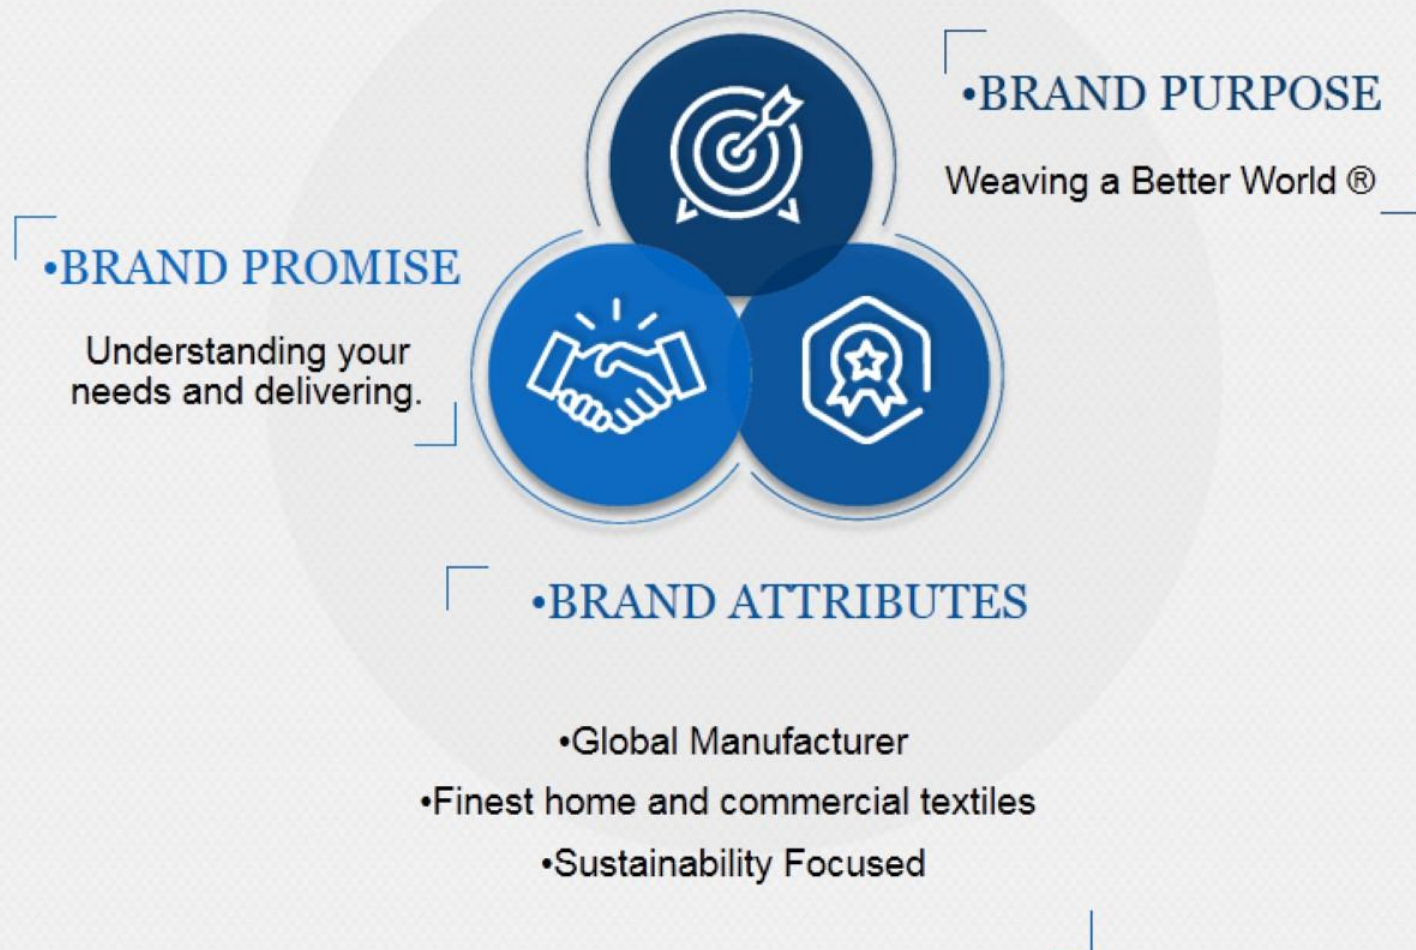 •BRAND PURPOSE
Weaving a Better World ®
•BRAND PROMISE
Understanding your
needs and delivering.
•BRAND ATTRIBUTES
•Global Manufacturer
•Finest home and commercial textiles
•Sustainability Focused